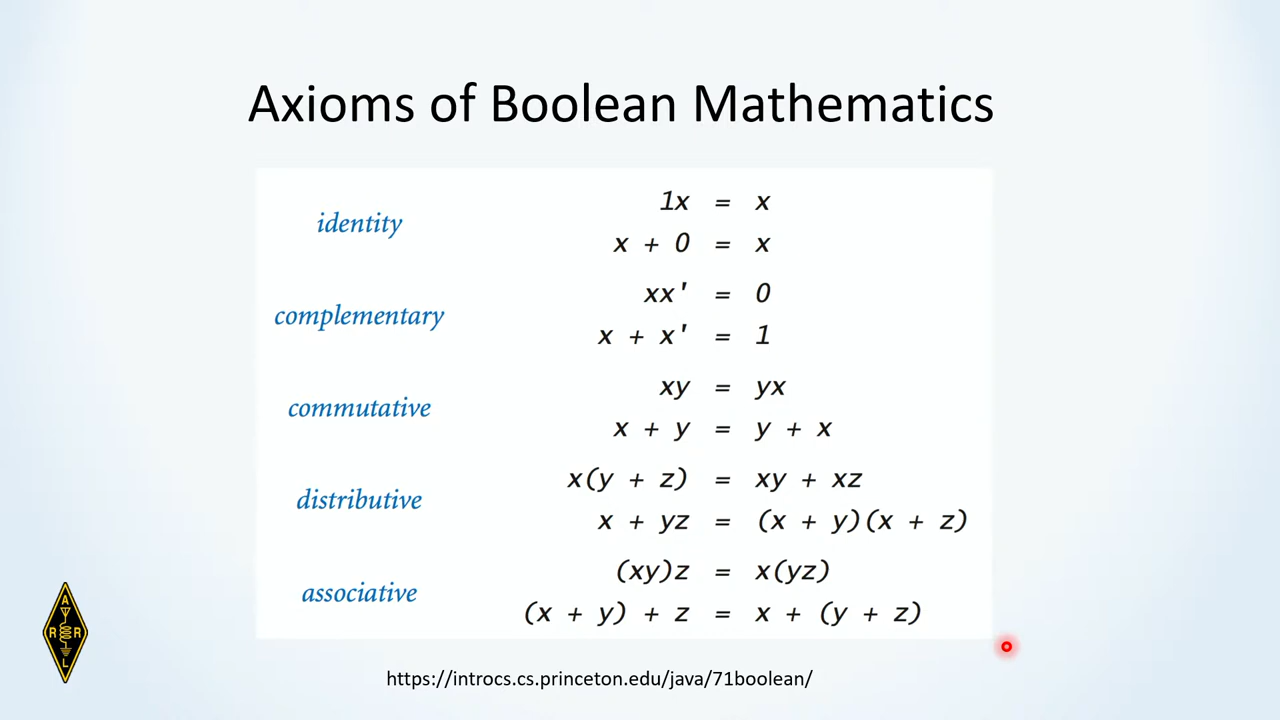 Axioms of Boolean Mathematics
identity
1x = x
x + 0 = x
complementary
xx' = 0
x + x' = 1
commutative
xy = yx
x + y = y + x
distributive
x(y + z) = xy + xz
x + yz = (x + y)(x + z)
associative
(xy)z = x(yz)
(x + y) + z = x + (y + z)
A
R R
L
https://introcs.cs.princeton.edu/java/71boolean/